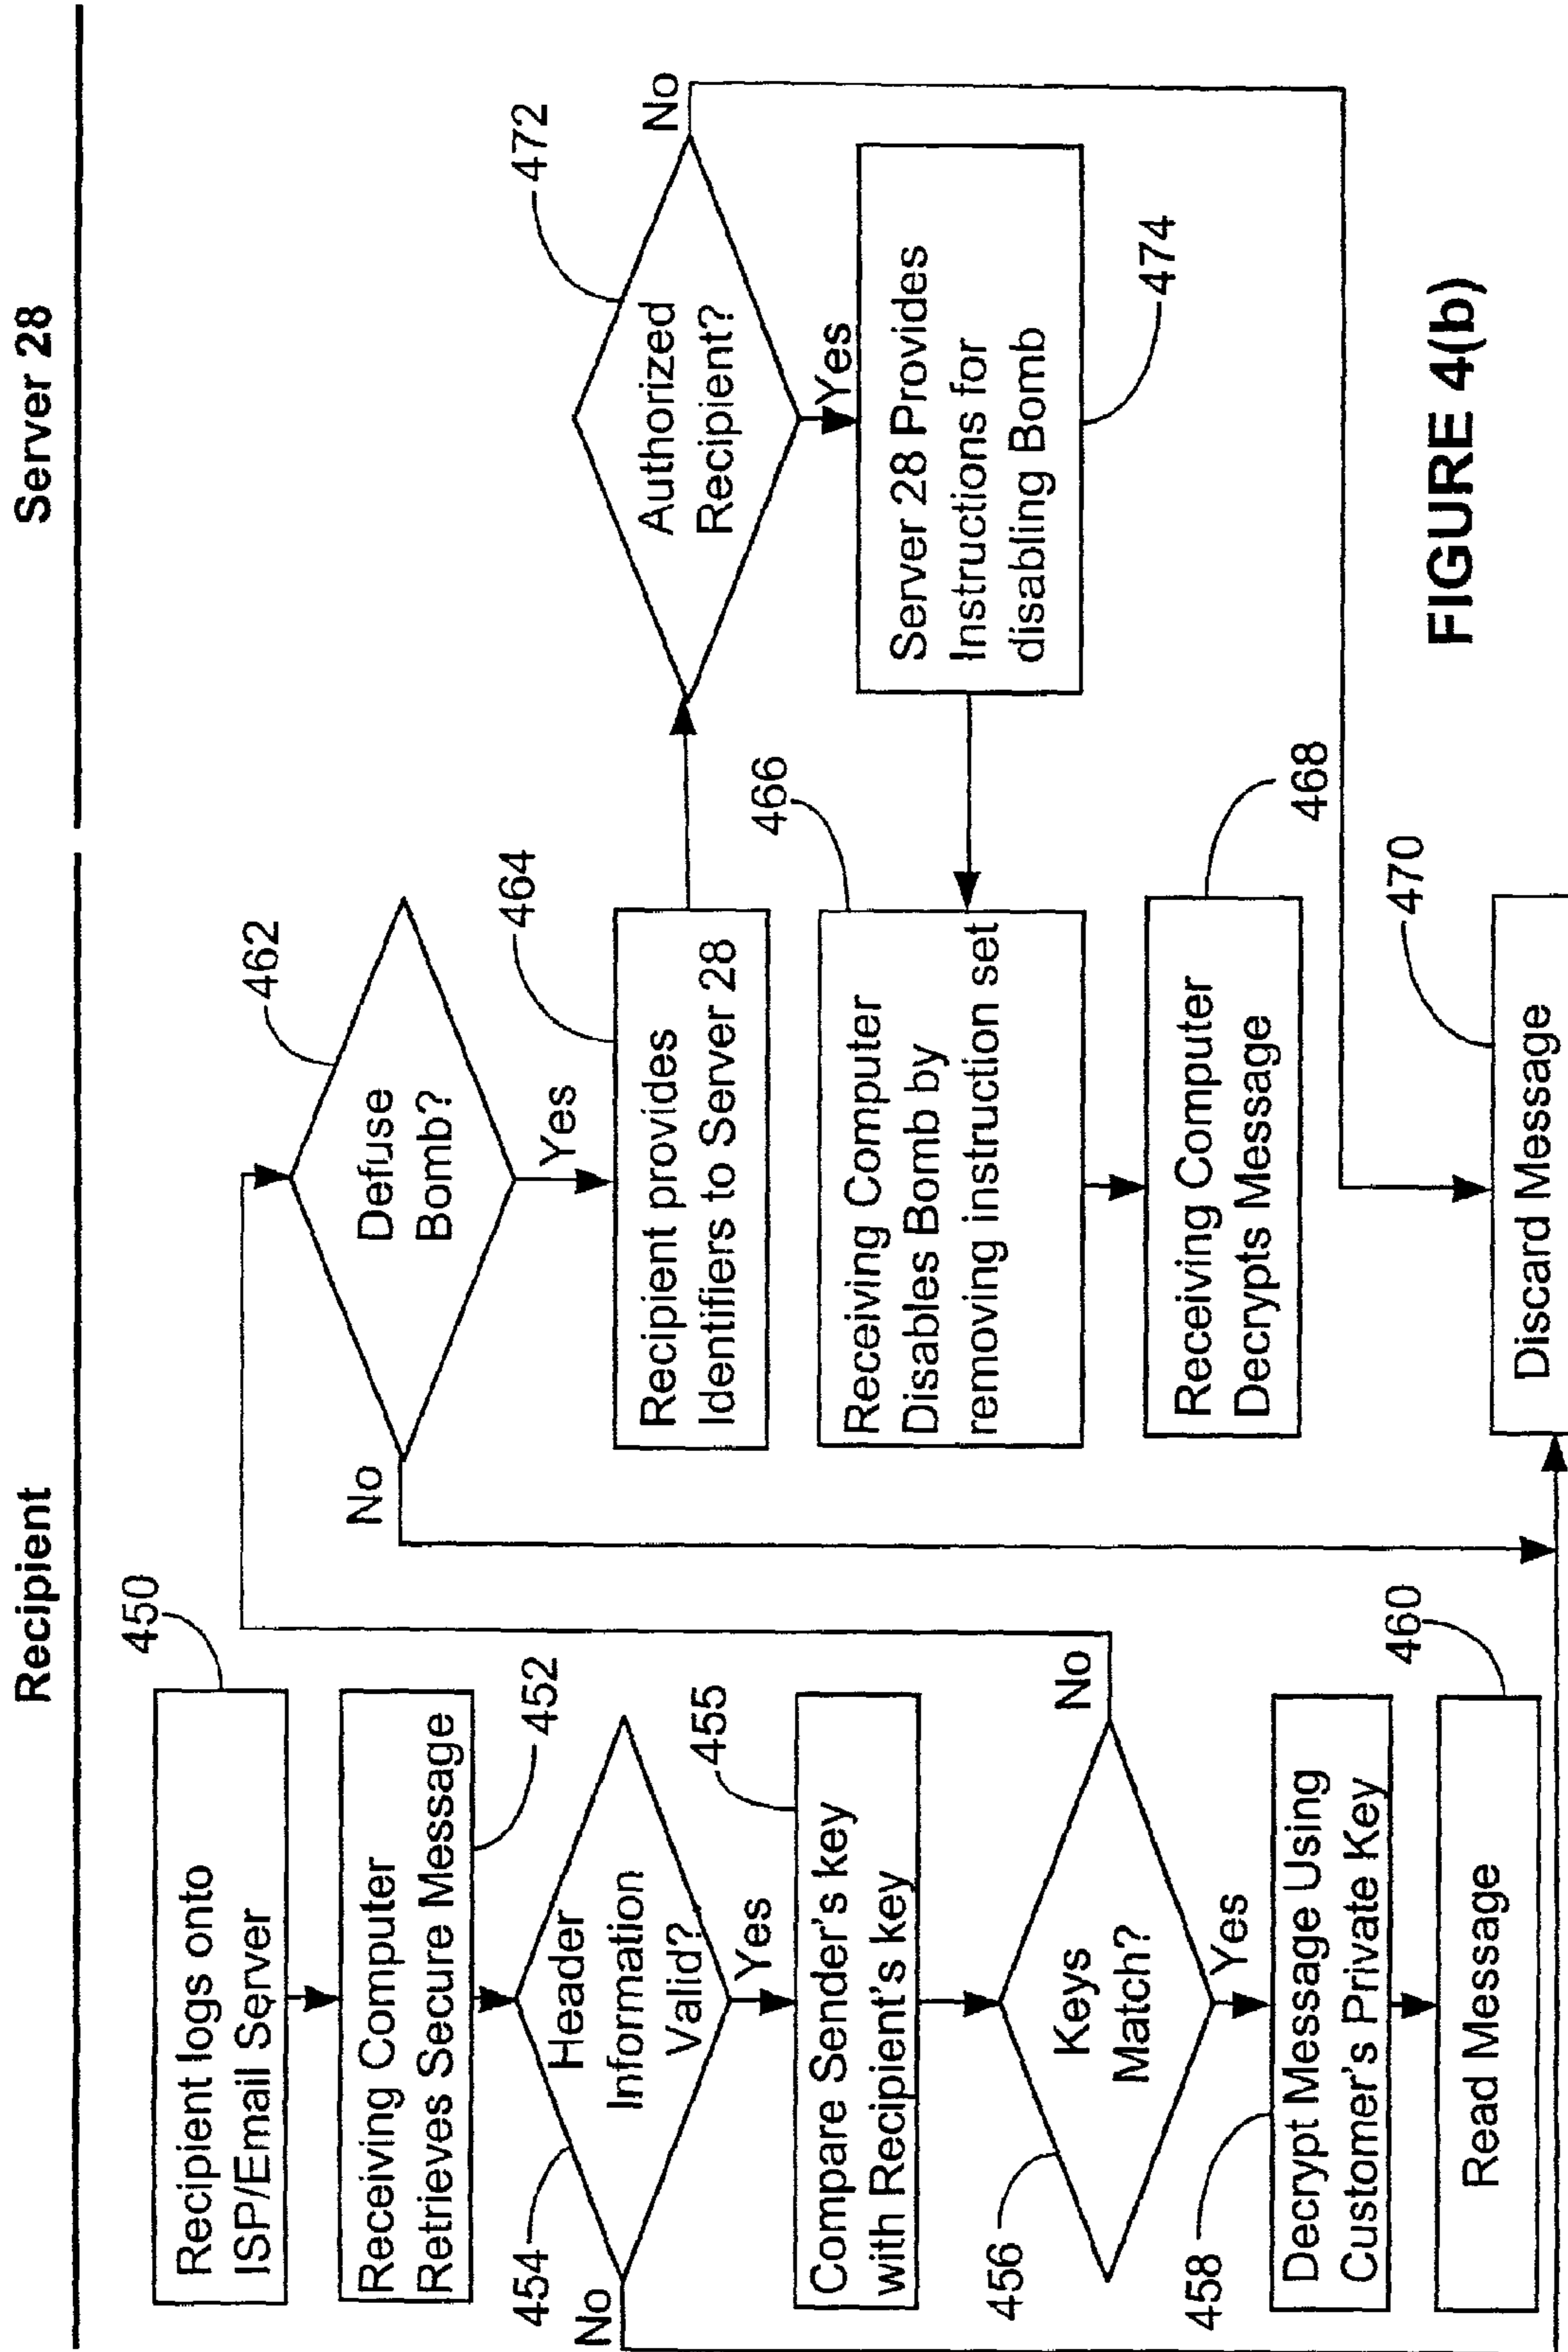 Recipient
Server 28
450
Recipient logs onto
ISP/Email Server
Receiving Computer
Retrieves Secure Message
452
454
Header
Information
Valid?
No
Yes
455
Compare Sender's key
with Recipient's key
456
Keys
Match?
No
Yes
458
Decrypt Message Using
Customer's Private Key
460
Read Message
462
Defuse
Bomb?
No
Yes
464
Recipient provides
Identifiers to Server 28
466
Receiving Computer
Disables Bomb by
removing instruction set
Receiving Computer
Decrypts Message
468
470
Discard Message
472
Authorized
Recipient?
No
Yes
Server 28 Provides
Instructions for
disabling Bomb
474
FIGURE 4(b)